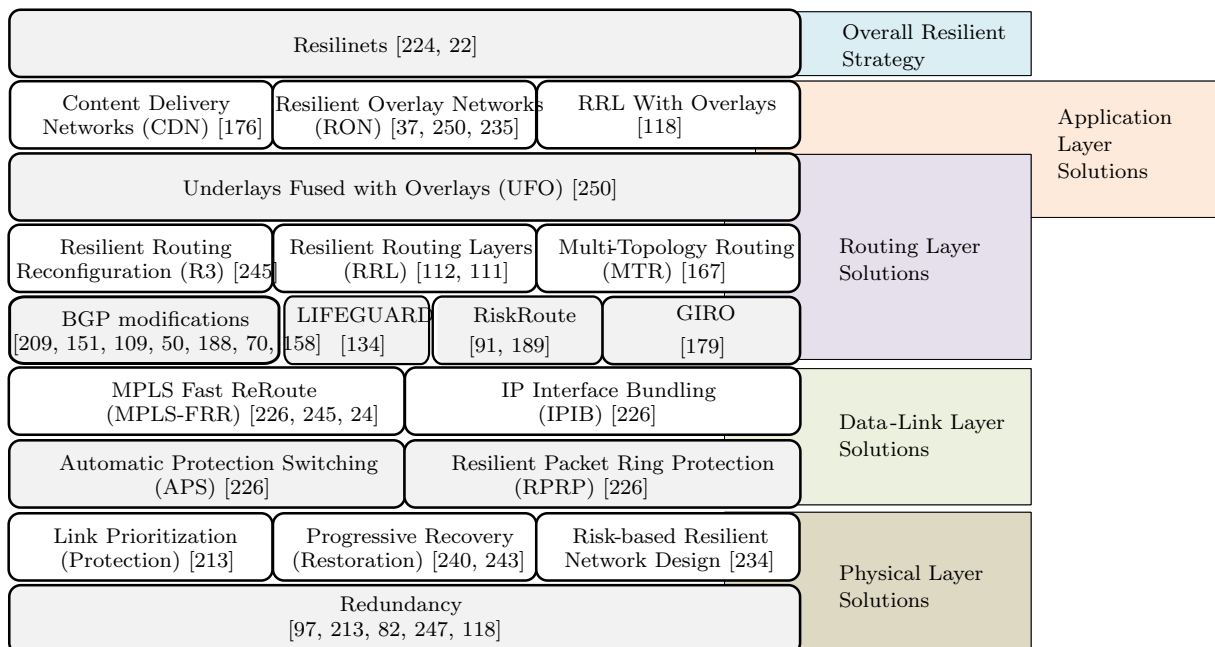 Resilinets [224, 22]
Overall Resilient
Strategy
Content Delivery
Networks (CDN) [176]
Resilient Overlay Networks
(RON) [37, 250, 235]
RRL With Overlays
[118]
Application
Layer
Solutions
Underlays Fused with Overlays (UFO) [250]
Resilient Routing
Reconfiguration (R3) [245]
Resilient Routing Layers
(RRL) [112, 111]
Multi-Topology Routing
(MTR) [167]
Routing Layer
Solutions
BGP modifications
[209, 151, 109, 50, 188, 70, 158]
LIFEGUARD
[134]
RiskRoute
[91, 189]
GIRO
[179]
MPLS Fast ReRoute
(MPLS-FRR) [226, 245, 24]
IP Interface Bundling
(IPIB) [226]
Data-Link Layer
Solutions
Automatic Protection Switching
(APS) [226]
Resilient Packet Ring Protection
(RPRP) [226]
Link Prioritization
(Protection) [213]
Progressive Recovery
(Restoration) [240, 243]
Risk-based Resilient
Network Design [234]
Physical Layer
Solutions
Redundancy
[97, 213, 82, 247, 118]